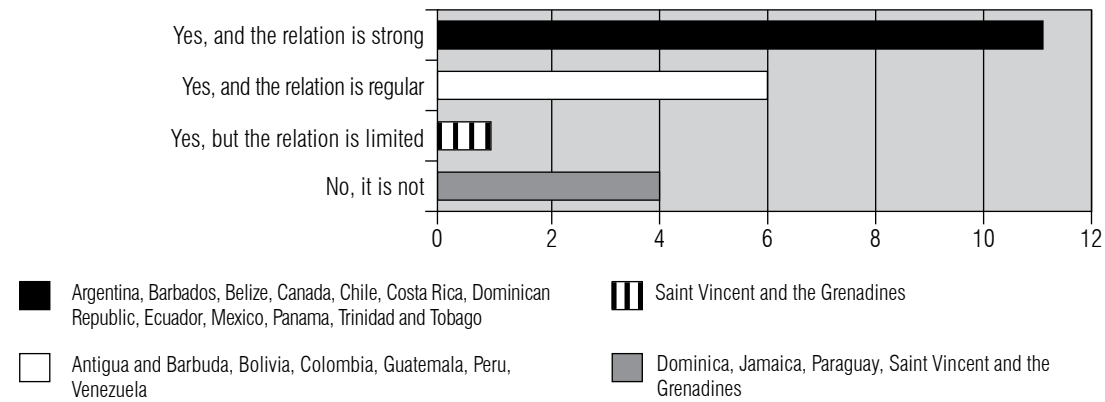 Yes, and the relation is strong
Yes, and the relation is regular
Yes, but the relation is limited
No, it is not
0 2 4 6 8 10 12
Argentina, Barbados, Belize, Canada, Chile, Costa Rica, Dominican
Republic, Ecuador, Mexico, Panama, Trinidad and Tobago
Antigua and Barbuda, Bolivia, Colombia, Guatemala, Peru,
Venezuela
Saint Vincent and the Grenadines
Dominica, Jamaica, Paraguay, Saint Vincent and the
Grenadines